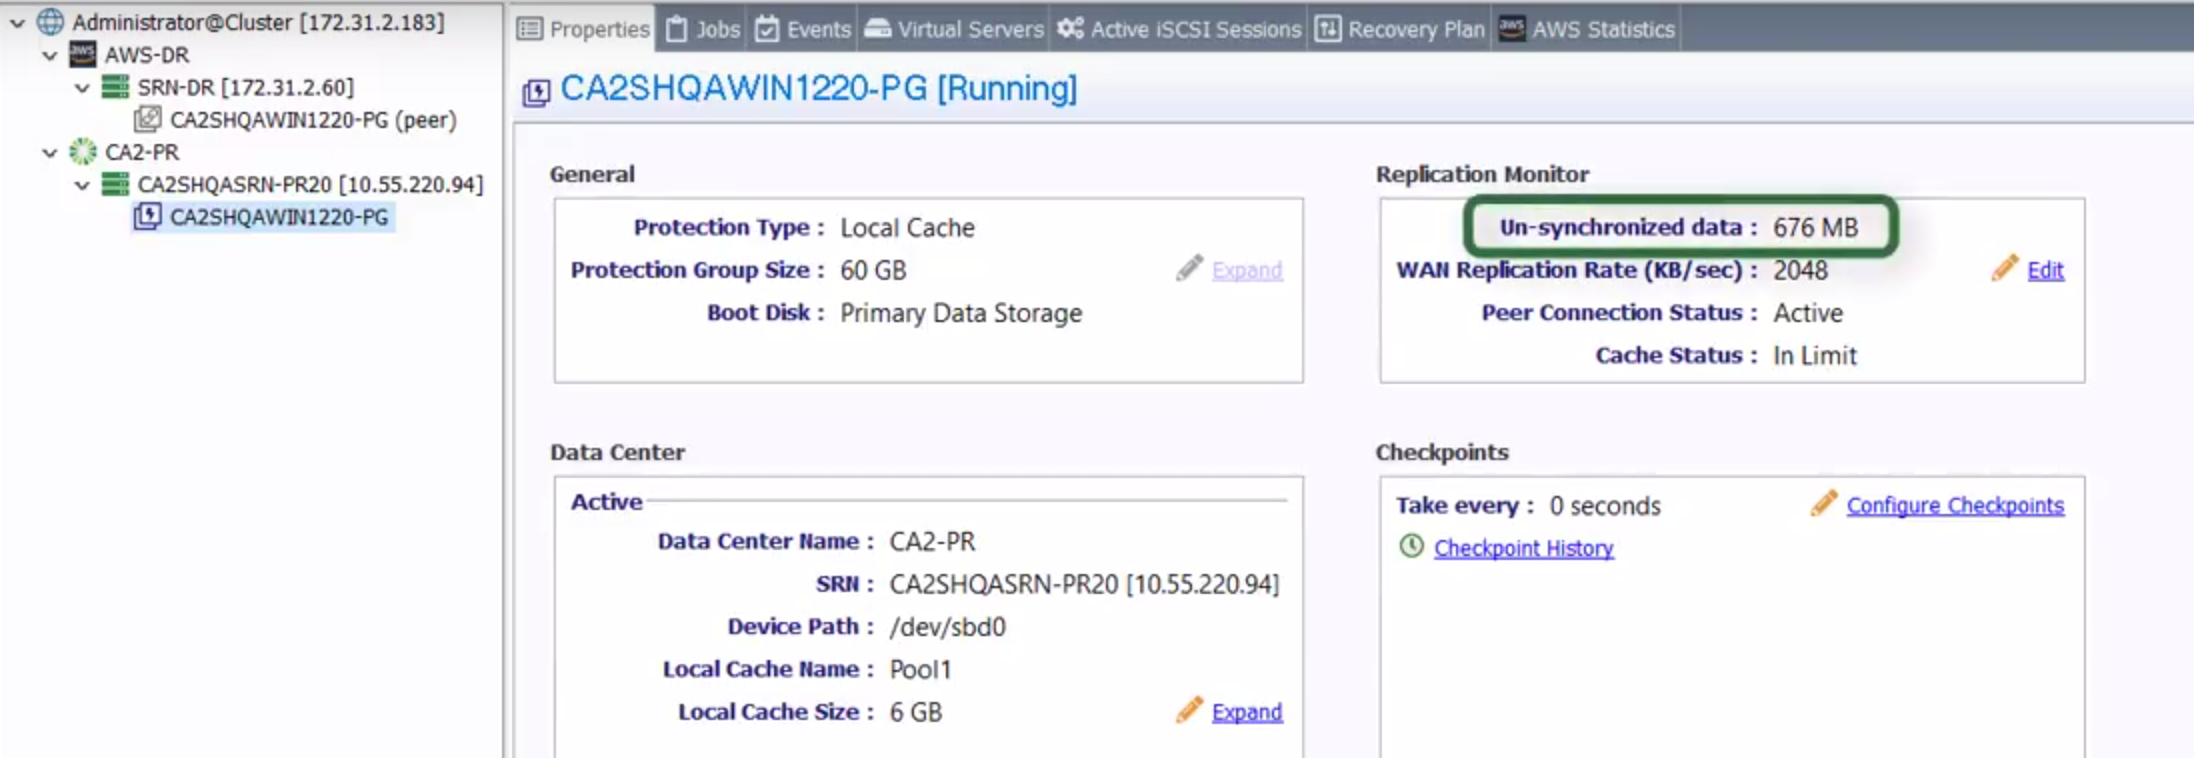 Administrator@Cluster [172.31.2.183]
aws AWS-DR
SRN-DR [172.31.2.60]
CA2SHQAWIN1220-PG (peer)
CA2-PR
CA2SHQASRN-PR20 [10.55.220.94]
CA2SHQAWIN1220-PG
Properties Jobs Events Virtual Servers Active iSCSI Sessions Recovery Plan aws AWS Statistics
CA2SHQAWIN1220-PG [Running]
General
Protection Type : Local Cache
Protection Group Size : 60 GB Expand
Boot Disk : Primary Data Storage
Replication Monitor
Un-synchronized data : 676 MB
WAN Replication Rate (KB/sec) : 2048 Edit
Peer Connection Status : Active
Cache Status : In Limit
Data Center
Active
Data Center Name : CA2-PR
SRN : CA2SHQASRN-PR20 [10.55.220.94]
Device Path : /dev/sbd0
Local Cache Name : Pool1
Local Cache Size : 6 GB Expand
Checkpoints
Take every : 0 seconds Configure Checkpoints
Checkpoint History